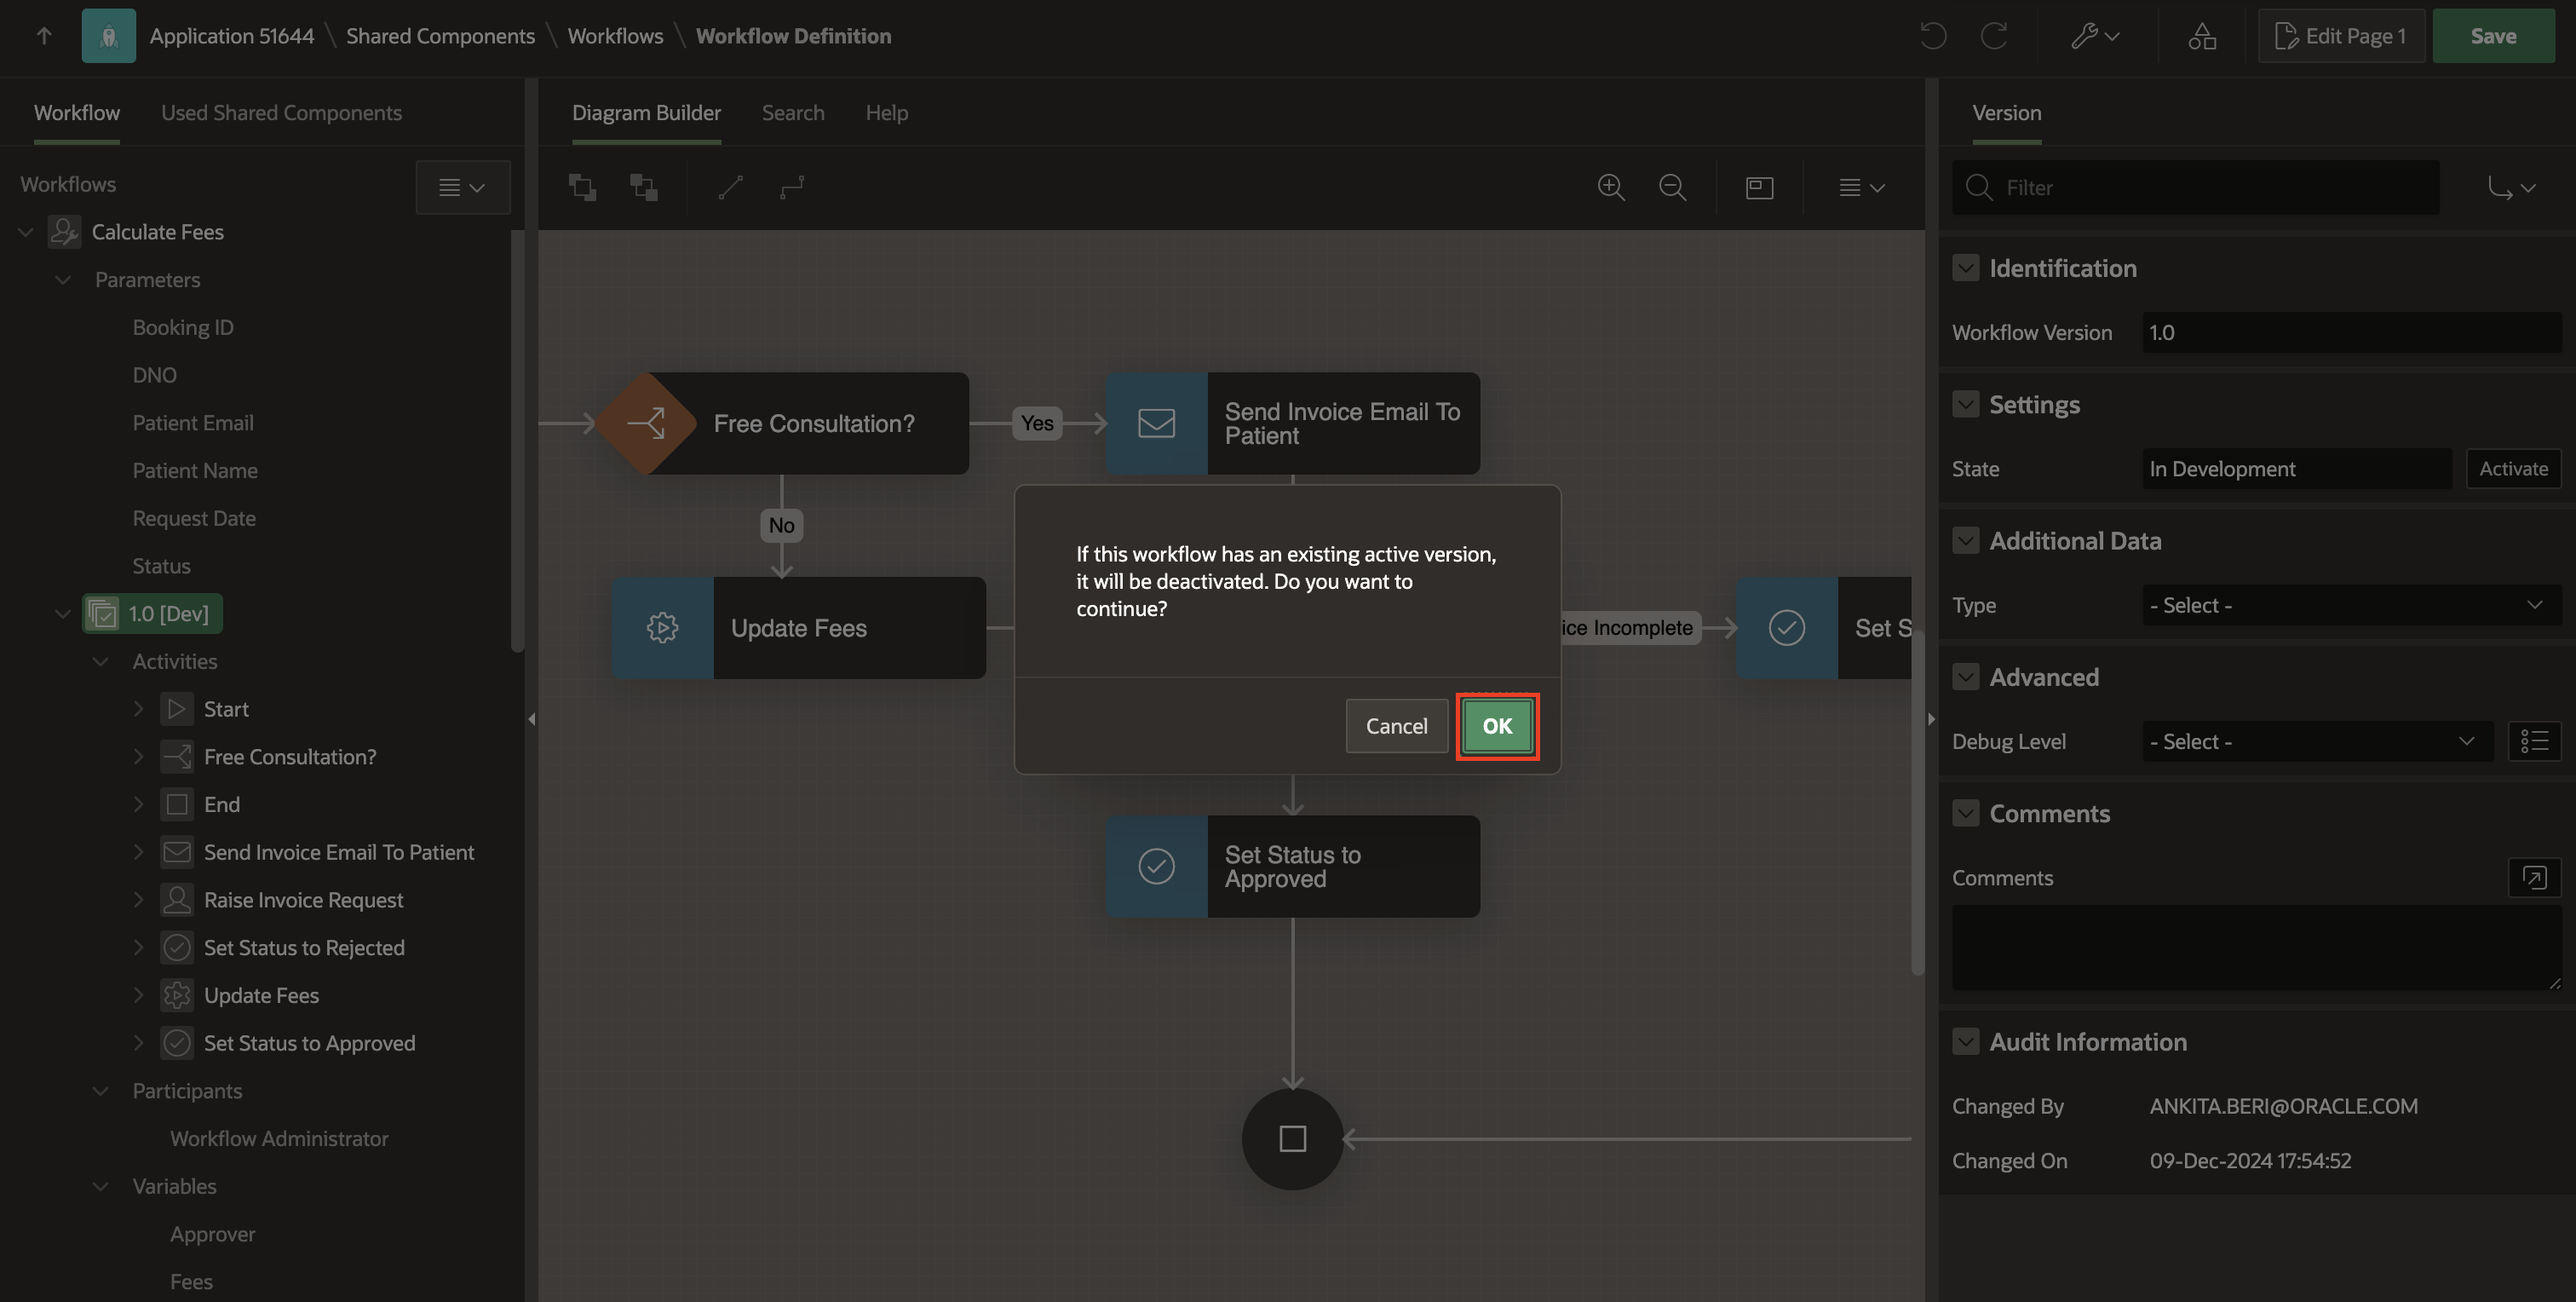 Application 51644 \ Shared Components \ Workflows \ Workflow Definition
Edit Page 1
Save
Workflow
Used Shared Components
Workflows
Calculate Fees
Parameters
Booking ID
DNO
Patient Email
Patient Name
Request Date
Status
1.0 [Dev]
Activities
Start
Free Consultation?
End
Send Invoice Email To Patient
Raise Invoice Request
Set Status to Rejected
Update Fees
Set Status to Approved
Participants
Workflow Administrator
Variables
Approver
Fees
Diagram Builder
Search
Help
Free Consultation?
Yes
Send Invoice Email To
Patient
No
Update Fees
If this workflow has an existing active version,
it will be deactivated. Do you want to
continue?
Cancel
OK
ice Incomplete
Set S
Set Status to
Approved
Version
Filter
Identification
Workflow Version
1.0
Settings
State
In Development
Activate
Additional Data
Type
- Select -
Advanced
Debug Level
- Select -
Comments
Comments
Audit Information
Changed By
ANKITA.BERI@ORACLE.COM
Changed On
09-Dec-2024 17:54:52